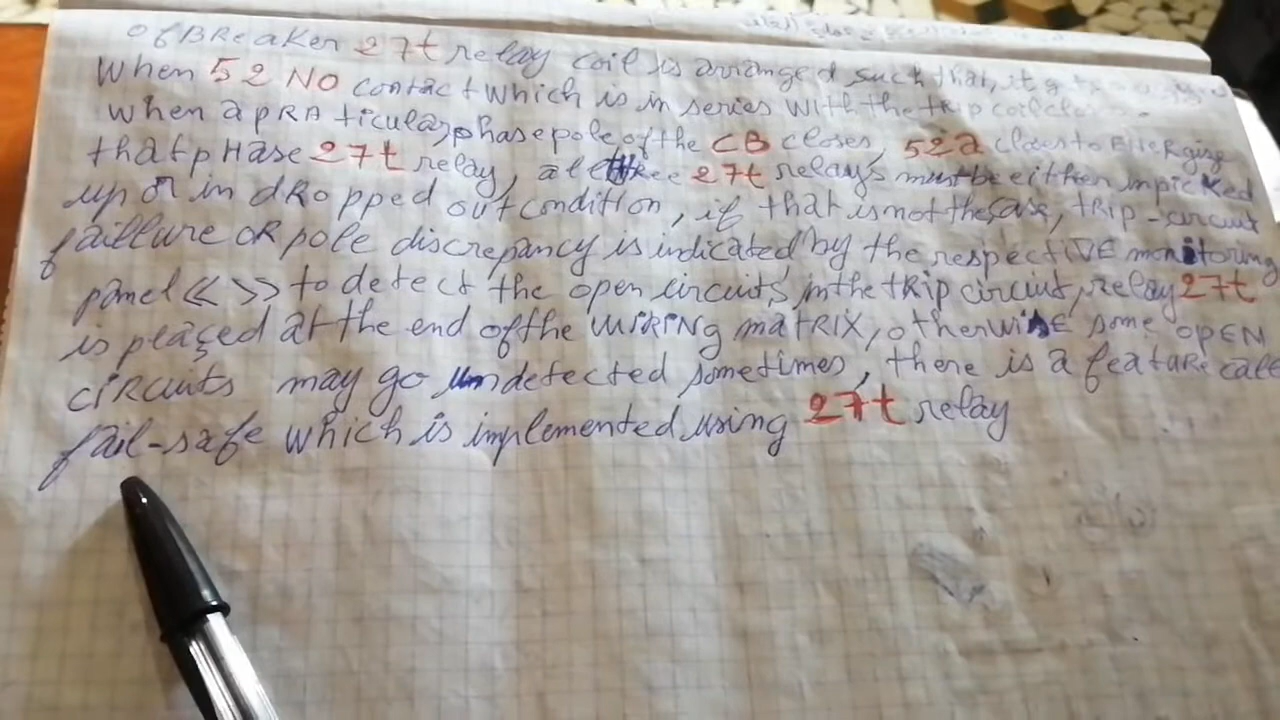 of BReaKer 27t relay coil is arranged such that, it
When 52 NO contact which is in series with the trip coil
When a pRAticular phase pole of the CB closes, 52a closes to ENERgize
that pHase 27t relay, all three 27t relays must be either in picKed
up or in dRopped out condition, if that is not the case, tRip-circuit
faillure OR pole discrepancy is indicated by the respectiVE monitoring
panel << >> to detect the open circuits in the tRip circuit, relay 27t
is placed at the end of the WIRING matRIX, otherwisE some opEN
ciRcuits may go undetected sometimes, there is a featuRe call
fail-safe which is implemented using 27t relay